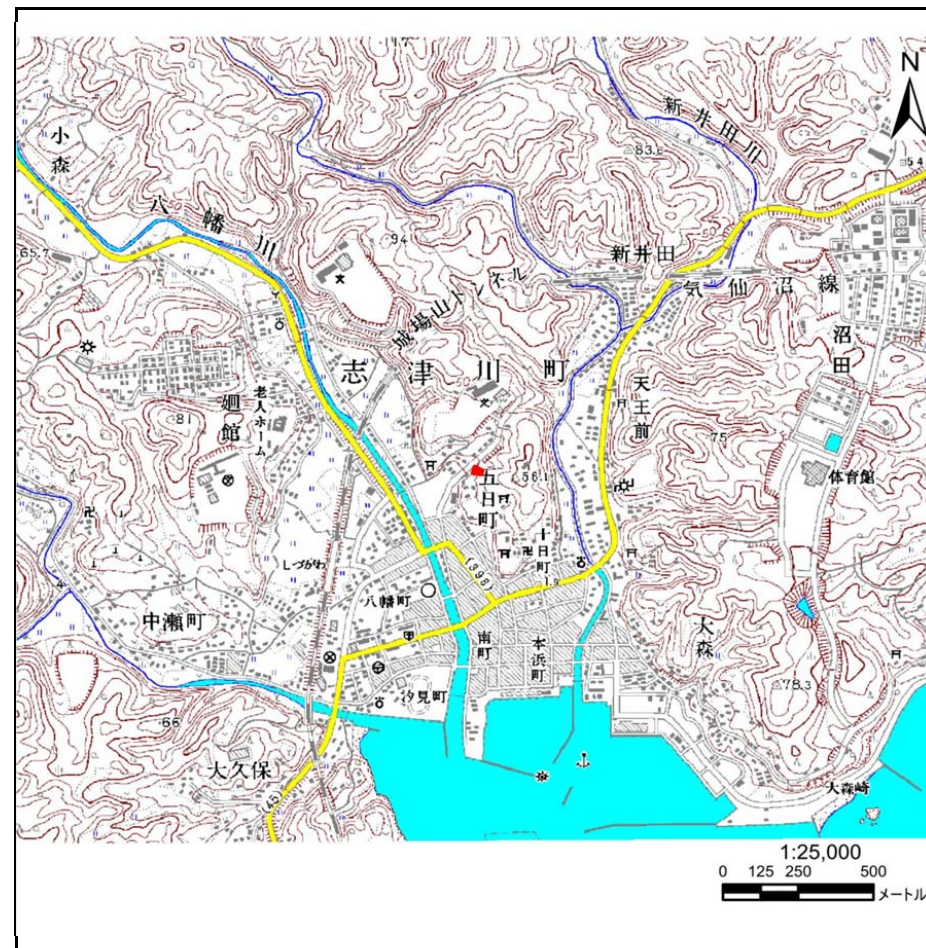 N
小森
八幡川
新井田川
83.
54
94
65.7
新井田
気仙沼線
城場山トンネル
沼田
志津川町
天王前
老人ホーム
廻館
81
75
体育館
56.1
五日町
十日町
1.9
(398)
しづがわ
八幡町
中瀬町
南町
本浜町
大森
汐見町
78.3
66
大久保
(45)
大森崎
1:25,000
0 125 250 500
メートル